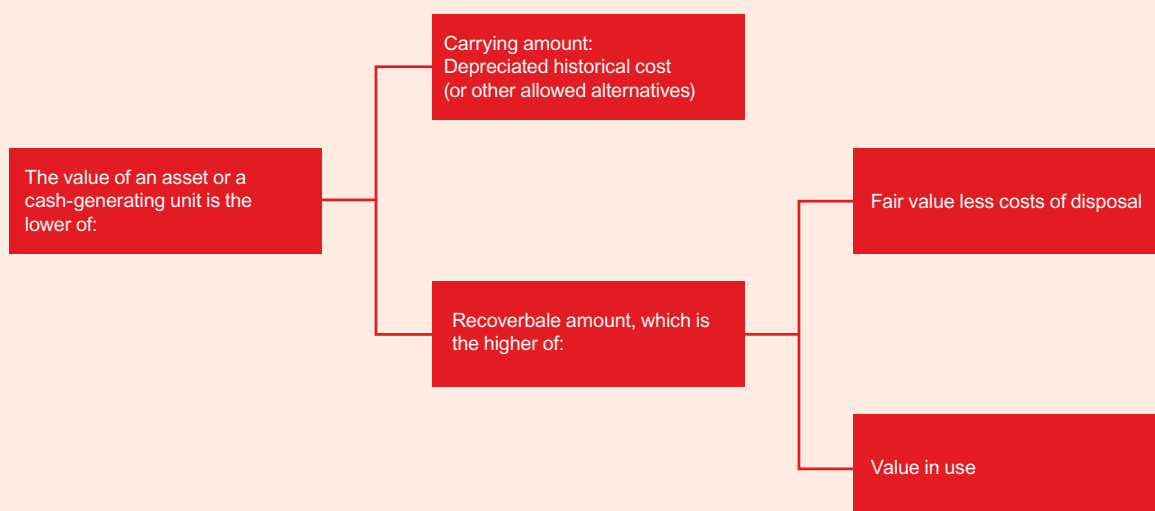 Carrying amount:
Depreciated historical cost
(or other allowed alternatives)
The value of an asset or a
cash-generating unit is the
lower of:
Fair value less costs of disposal
Recoverbale amount, which is
the higher of:
Value in use